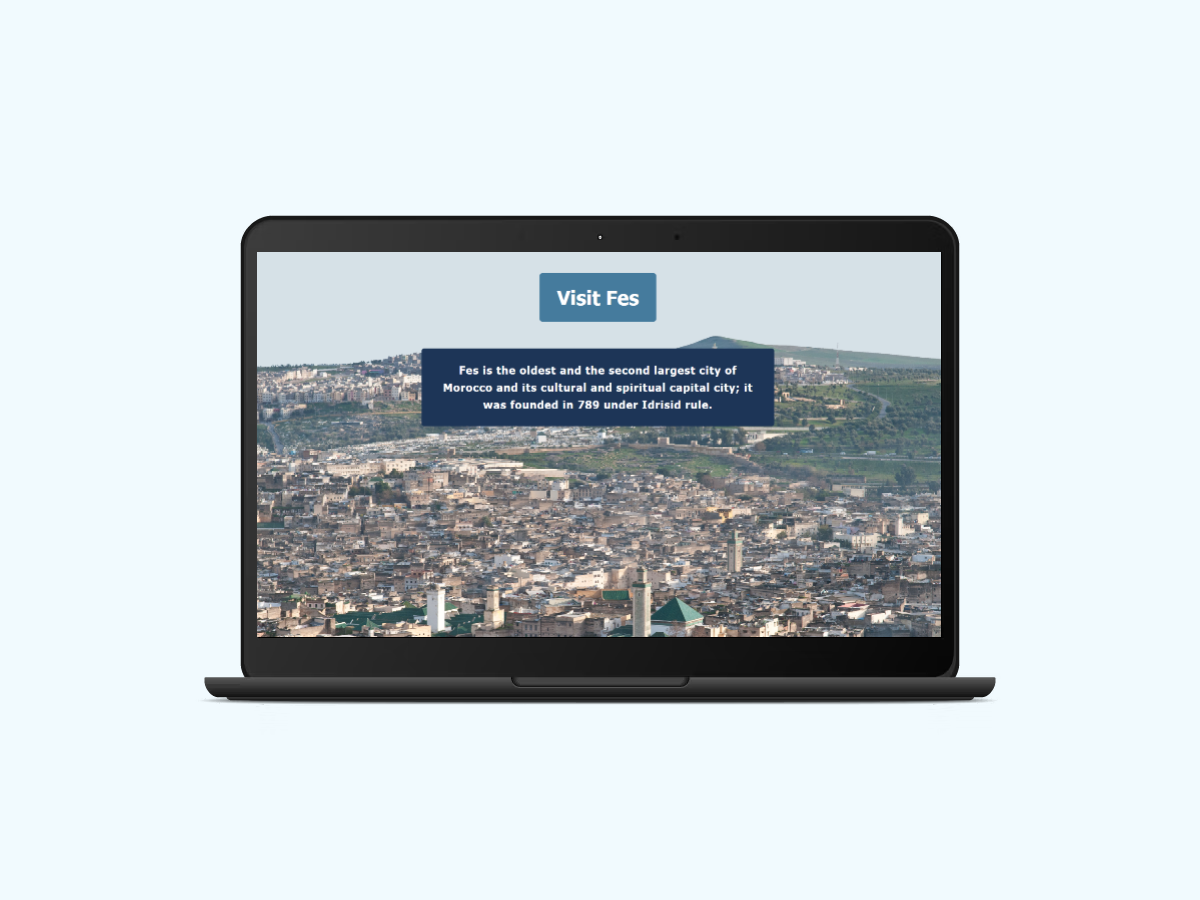 Visit Fes
Fes is the oldest and the second largest city of
Morocco and its cultural and spiritual capital city; it
was founded in 789 under Idrisid rule.